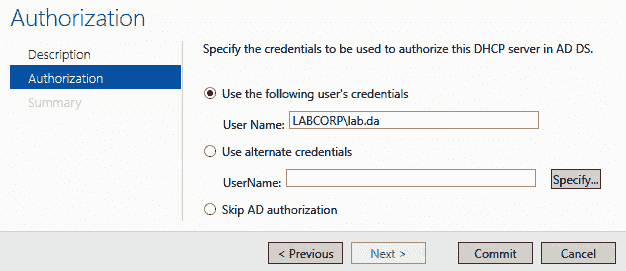 Authorization
Description
Authorization
Summary
Specify the credentials to be used to authorize this DHCP server in AD DS.
Use the following user's credentials
User Name: LABCORP\lab.da
Use alternate credentials
UserName: Specify...
Skip AD authorization
< Previous Next > Commit Cancel